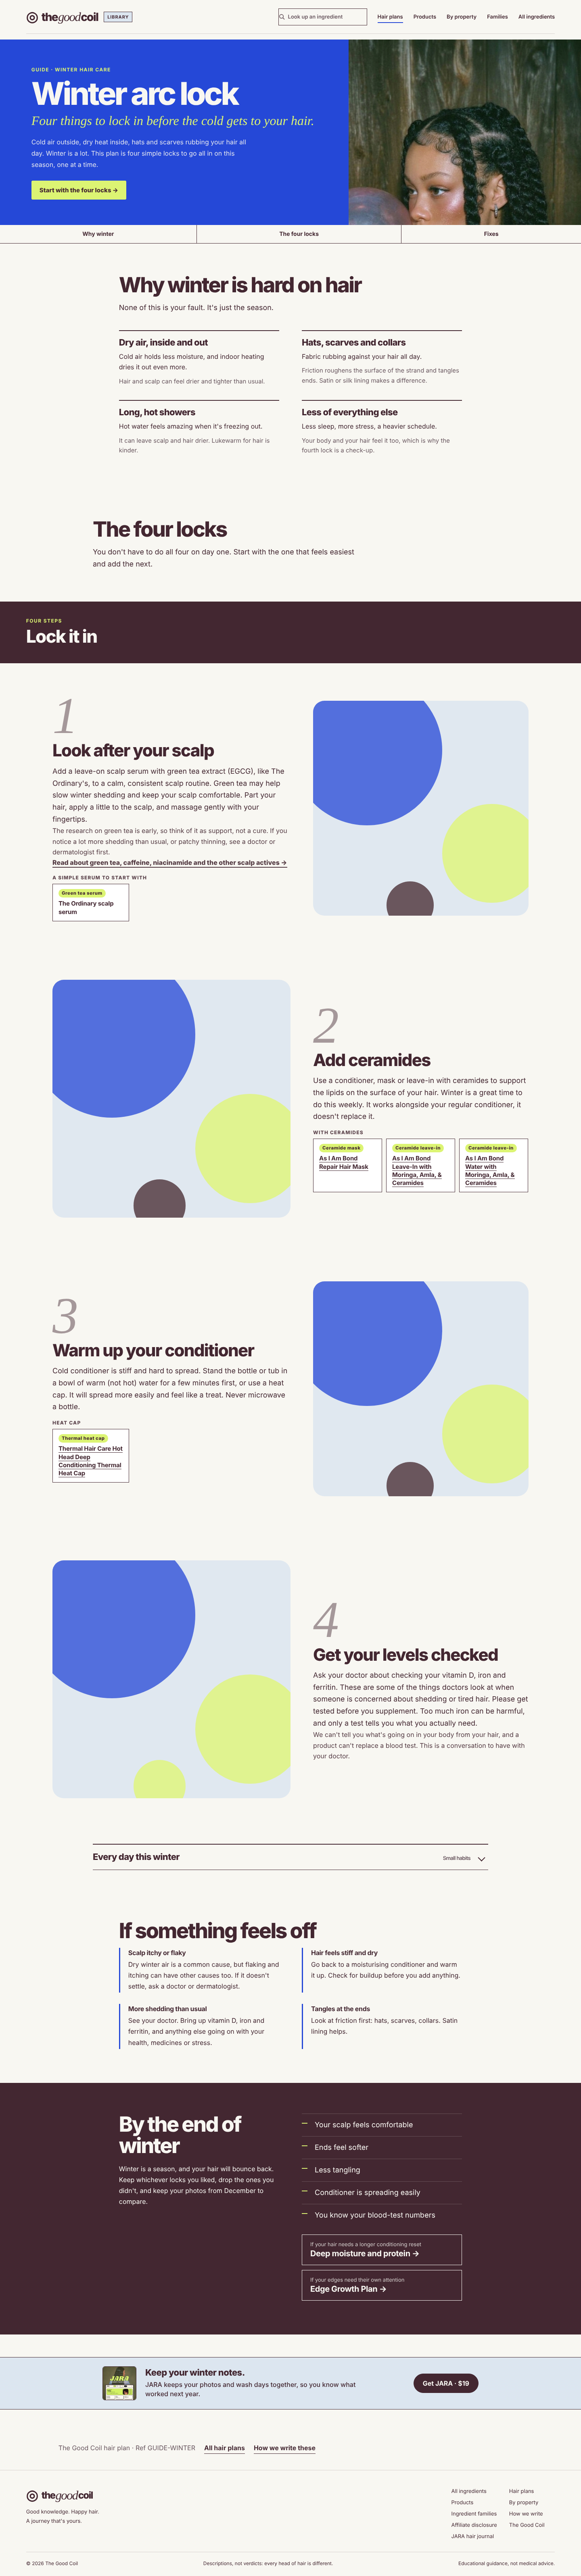 thegoodcoil
LIBRARY
Look up an ingredient
Hair plans
Products
By property
Families
All ingredients
GUIDE · WINTER HAIR CARE
Winter arc lock
Four things to lock in before the cold gets to your hair.
Cold air outside, dry heat inside, hats and scarves rubbing your hair all
day. Winter is a lot. This plan is four simple locks to go all in on this
season, one at a time.
Start with the four locks →
Why winter
The four locks
Fixes
Why winter is hard on hair
None of this is your fault. It's just the season.
Dry air, inside and out
Cold air holds less moisture, and indoor heating
dries it out even more.
Hair and scalp can feel drier and tighter than usual.
Hats, scarves and collars
Fabric rubbing against your hair all day.
Friction roughens the surface of the strand and tangles
ends. Satin or silk lining makes a difference.
Long, hot showers
Hot water feels amazing when it's freezing out.
It can leave scalp and hair drier. Lukewarm for hair is
kinder.
Less of everything else
Less sleep, more stress, a heavier schedule.
Your body and your hair feel it too, which is why the
fourth lock is a check-up.
The four locks
You don't have to do all four on day one. Start with the one that feels easiest
and add the next.
FOUR STEPS
Lock it in
1
Look after your scalp
Add a leave-on scalp serum with green tea extract (EGCG), like The
Ordinary's, to a calm, consistent scalp routine. Green tea may help
slow winter shedding and keep your scalp comfortable. Part your
hair, apply a little to the scalp, and massage gently with your
fingertips.
The research on green tea is early, so think of it as support, not a cure. If you
notice a lot more shedding than usual, or patchy thinning, see a doctor or
dermatologist first.
Read about green tea, caffeine, niacinamide and the other scalp actives →
A SIMPLE SERUM TO START WITH
Green tea serum
The Ordinary scalp
serum
2
Add ceramides
Use a conditioner, mask or leave-in with ceramides to support
the lipids on the surface of your hair. Winter is a great time to
do this weekly. It works alongside your regular conditioner, it
doesn't replace it.
WITH CERAMIDES
Ceramide mask
As I Am Bond
Repair Hair Mask
Ceramide leave-in
As I Am Bond
Leave-In with
Moringa, Amla, &
Ceramides
Ceramide leave-in
As I Am Bond
Water with
Moringa, Amla, &
Ceramides
3
Warm up your conditioner
Cold conditioner is stiff and hard to spread. Stand the bottle or tub in
a bowl of warm (not hot) water for a few minutes first, or use a heat
cap. It will spread more easily and feel like a treat. Never microwave
a bottle.
HEAT CAP
Thermal heat cap
Thermal Hair Care Hot
Head Deep
Conditioning Thermal
Heat Cap
4
Get your levels checked
Ask your doctor about checking your vitamin D, iron and
ferritin. These are some of the things doctors look at when
someone is concerned about shedding or tired hair. Please get
tested before you supplement. Too much iron can be harmful,
and only a test tells you what you actually need.
We can't tell you what's going on in your body from your hair, and a
product can't replace a blood test. This is a conversation to have with
your doctor.
Every day this winter
Small habits
If something feels off
Scalp itchy or flaky
Dry winter air is a common cause, but flaking and
itching can have other causes too. If it doesn't
settle, ask a doctor or dermatologist.
Hair feels stiff and dry
Go back to a moisturising conditioner and warm
it up. Check for buildup before you add anything.
More shedding than usual
See your doctor. Bring up vitamin D, iron and
ferritin, and anything else going on with your
health, medicines or stress.
Tangles at the ends
Look at friction first: hats, scarves, collars. Satin
lining helps.
By the end of
winter
Winter is a season, and your hair will bounce back.
Keep whichever locks you liked, drop the ones you
didn't, and keep your photos from December to
compare.
Your scalp feels comfortable
Ends feel softer
Less tangling
Conditioner is spreading easily
You know your blood-test numbers
If your hair needs a longer conditioning reset
Deep moisture and protein →
If your edges need their own attention
Edge Growth Plan →
JARA
Keep your winter notes.
JARA keeps your photos and wash days together, so you know what
worked next year.
Get JARA · $19
The Good Coil hair plan · Ref GUIDE-WINTER
All hair plans
How we write these
thegoodcoil
Good knowledge. Happy hair.
A journey that's yours.
All ingredients
Products
Ingredient families
Affiliate disclosure
JARA hair journal
Hair plans
By property
How we write
The Good Coil
© 2026 The Good Coil
Descriptions, not verdicts: every head of hair is different.
Educational guidance, not medical advice.